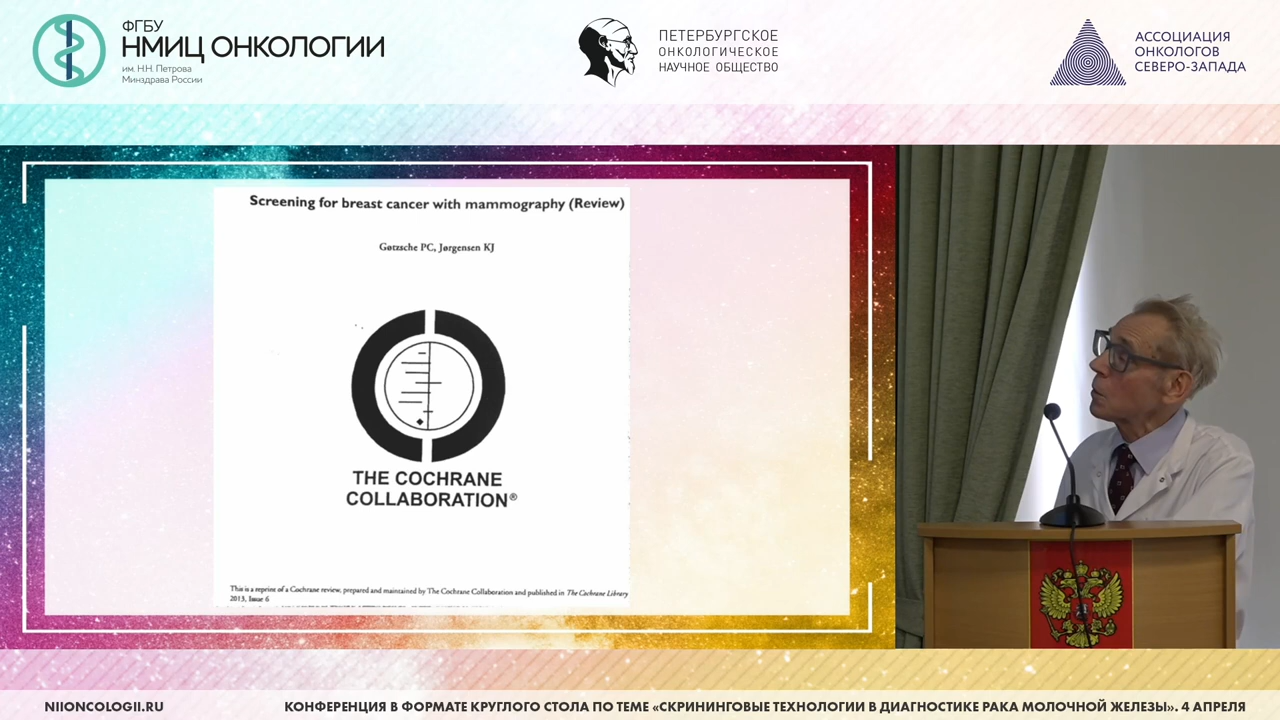 ФГБУ
НМИЦ ОНКОЛОГИИ
им. Н.Н. Петрова
Минздрава России
ПЕТЕРБУРГСКОЕ
ОНКОЛОГИЧЕСКОЕ
НАУЧНОЕ ОБЩЕСТВО
АССОЦИАЦИЯ
ОНКОЛОГОВ
СЕВЕРО-ЗАПАДА
Screening for breast cancer with mammography (Review)
Gøtzsche PC, Jørgensen KJ
THE COCHRANE
COLLABORATION®
This is a reprint of a Cochrane review, prepared and maintained by The Cochrane Collaboration and published in The Cochrane Library
2013, Issue 6
NIIONCOLOGII.RU
КОНФЕРЕНЦИЯ В ФОРМАТЕ КРУГЛОГО СТОЛА ПО ТЕМЕ «СКРИНИНГОВЫЕ ТЕХНОЛОГИИ В ДИАГНОСТИКЕ РАКА МОЛОЧНОЙ ЖЕЛЕЗЫ». 4 АПРЕЛЯ